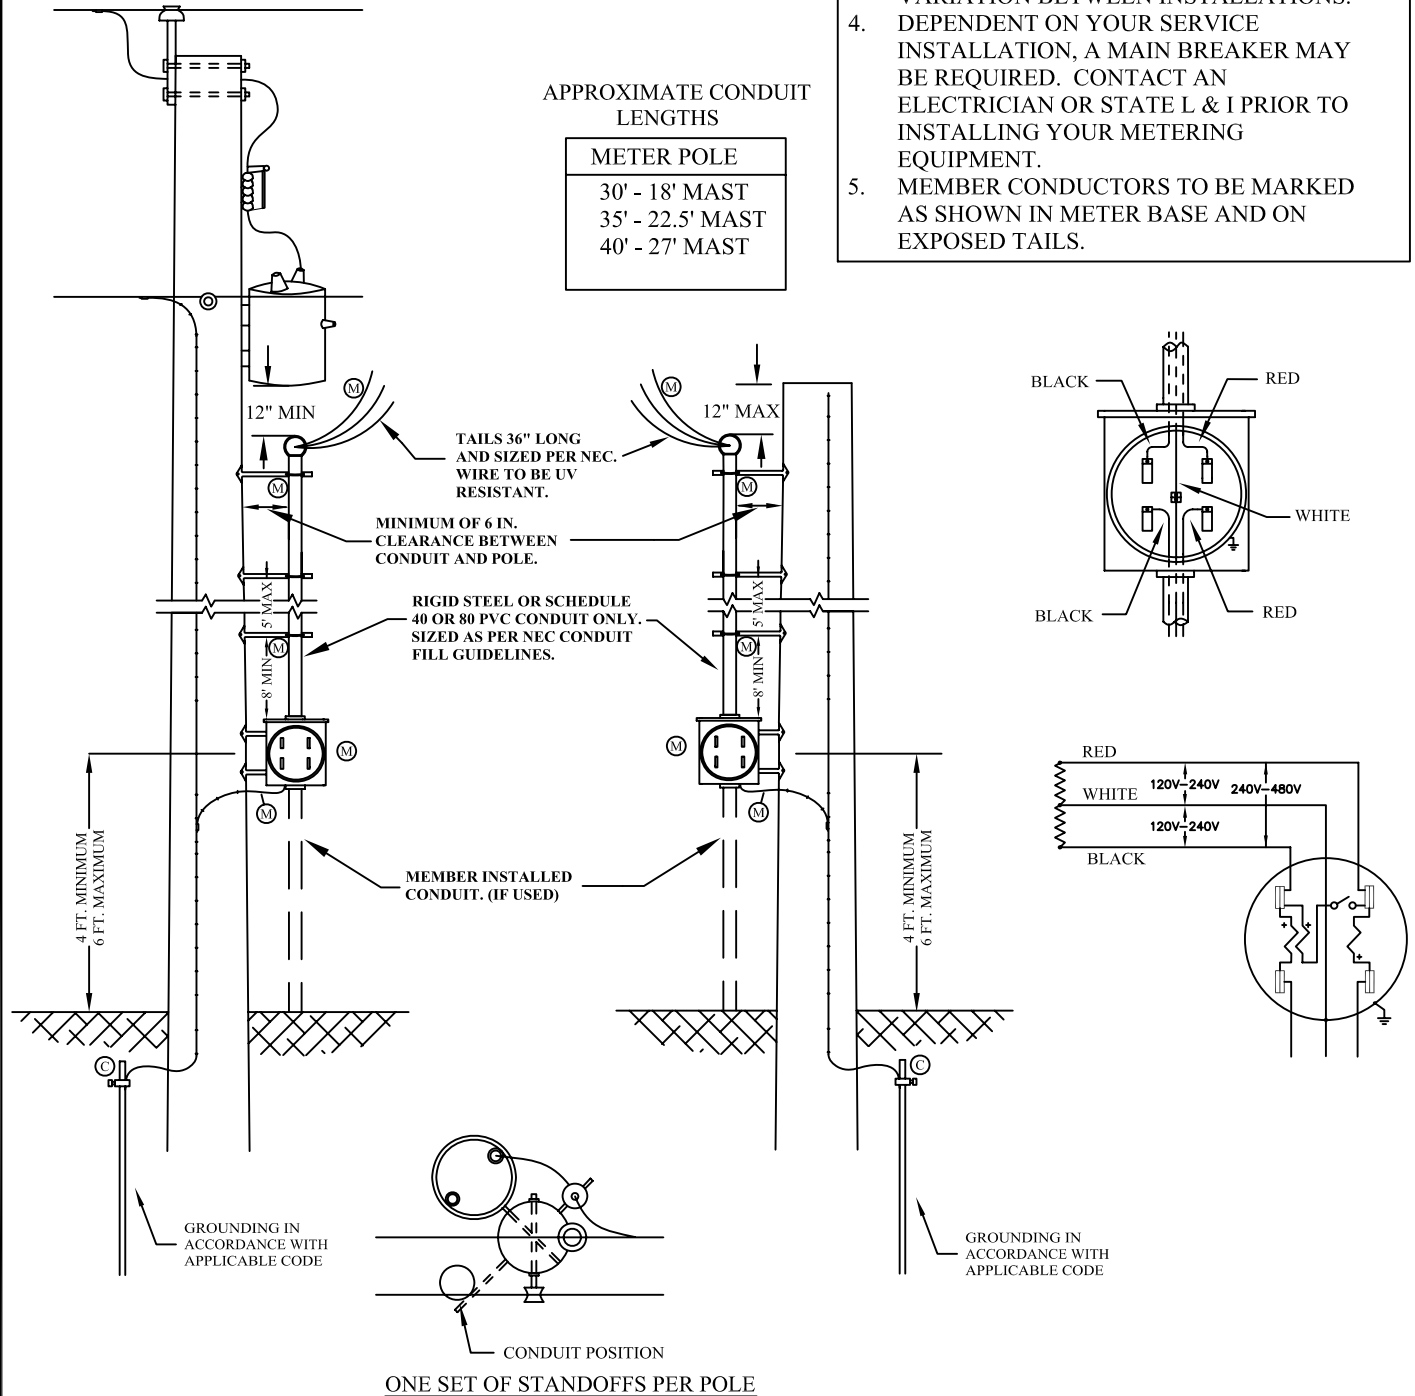 VARIATION BETWEEN INSTALLATIONS.
4. DEPENDENT ON YOUR SERVICE
INSTALLATION, A MAIN BREAKER MAY
BE REQUIRED. CONTACT AN
ELECTRICIAN OR STATE L & I PRIOR TO
INSTALLING YOUR METERING
EQUIPMENT.
5. MEMBER CONDUCTORS TO BE MARKED
AS SHOWN IN METER BASE AND ON
EXPOSED TAILS.
APPROXIMATE CONDUIT
LENGTHS
METER POLE
30' - 18' MAST
35' - 22.5' MAST
40' - 27' MAST
M
12" MIN
M
12" MAX
TAILS 36" LONG
AND SIZED PER NEC.
WIRE TO BE UV
RESISTANT.
M
M
MINIMUM OF 6 IN.
CLEARANCE BETWEEN
CONDUIT AND POLE.
5' MAX
5' MAX
RIGID STEEL OR SCHEDULE
40 OR 80 PVC CONDUIT ONLY.
SIZED AS PER NEC CONDUIT
FILL GUIDELINES.
M
M
8' MIN
8' MIN
M
M
M
M
4 FT. MINIMUM
6 FT. MAXIMUM
MEMBER INSTALLED
CONDUIT. (IF USED)
4 FT. MINIMUM
6 FT. MAXIMUM
C
C
GROUNDING IN
ACCORDANCE WITH
APPLICABLE CODE
GROUNDING IN
ACCORDANCE WITH
APPLICABLE CODE
BLACK
RED
WHITE
BLACK
RED
RED
120V-240V
240V-480V
WHITE
120V-240V
BLACK
+
+
+
CONDUIT POSITION
ONE SET OF STANDOFFS PER POLE